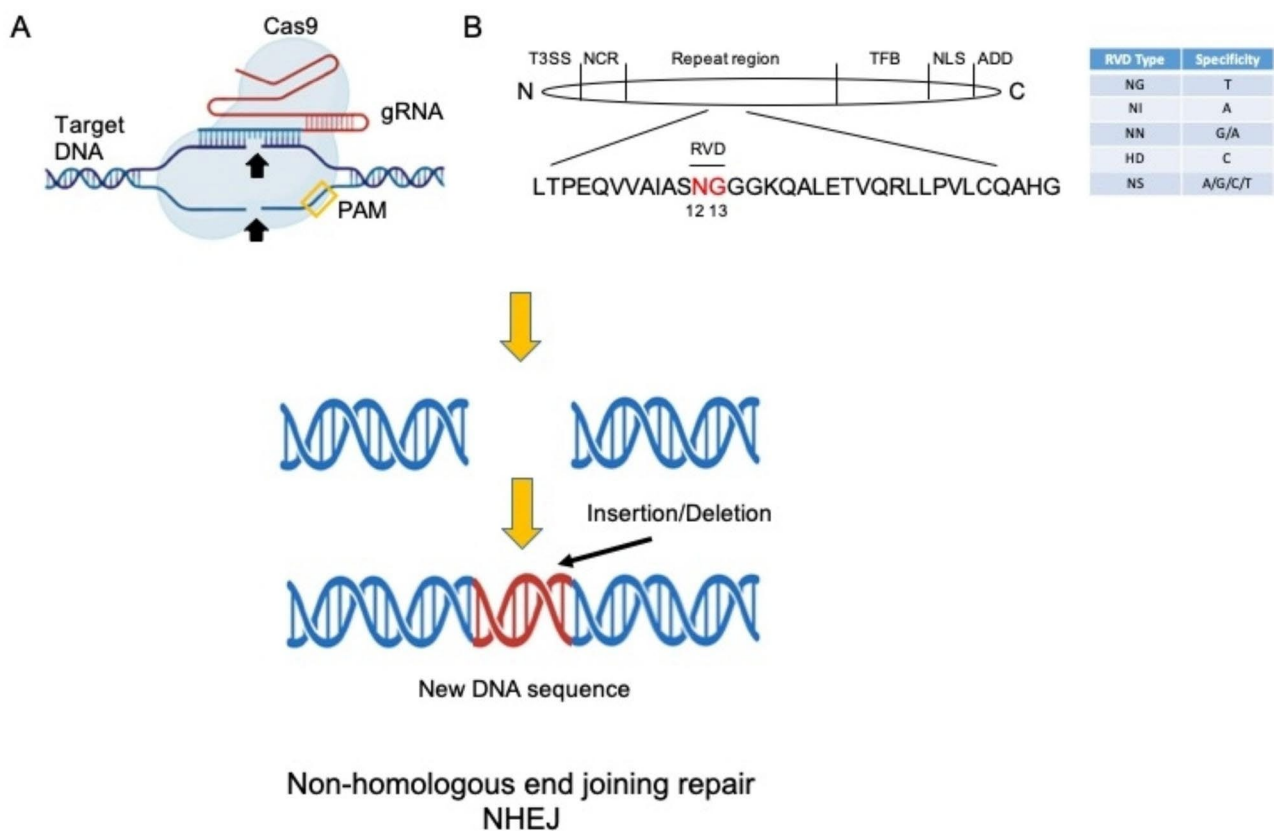 A
Cas9
gRNA
Target
DNA
PAM
B
T3SS NCR Repeat region TFB NLS ADD
N C
RVD
LTPEQVVAIASNGGGKQALETVQRLLPVLCQAHG
12 13
RVD Type Specificity
NG T
NI A
NN G/A
HD C
NS A/G/C/T
Insertion/Deletion
New DNA sequence
Non-homologous end joining repair
NHEJ